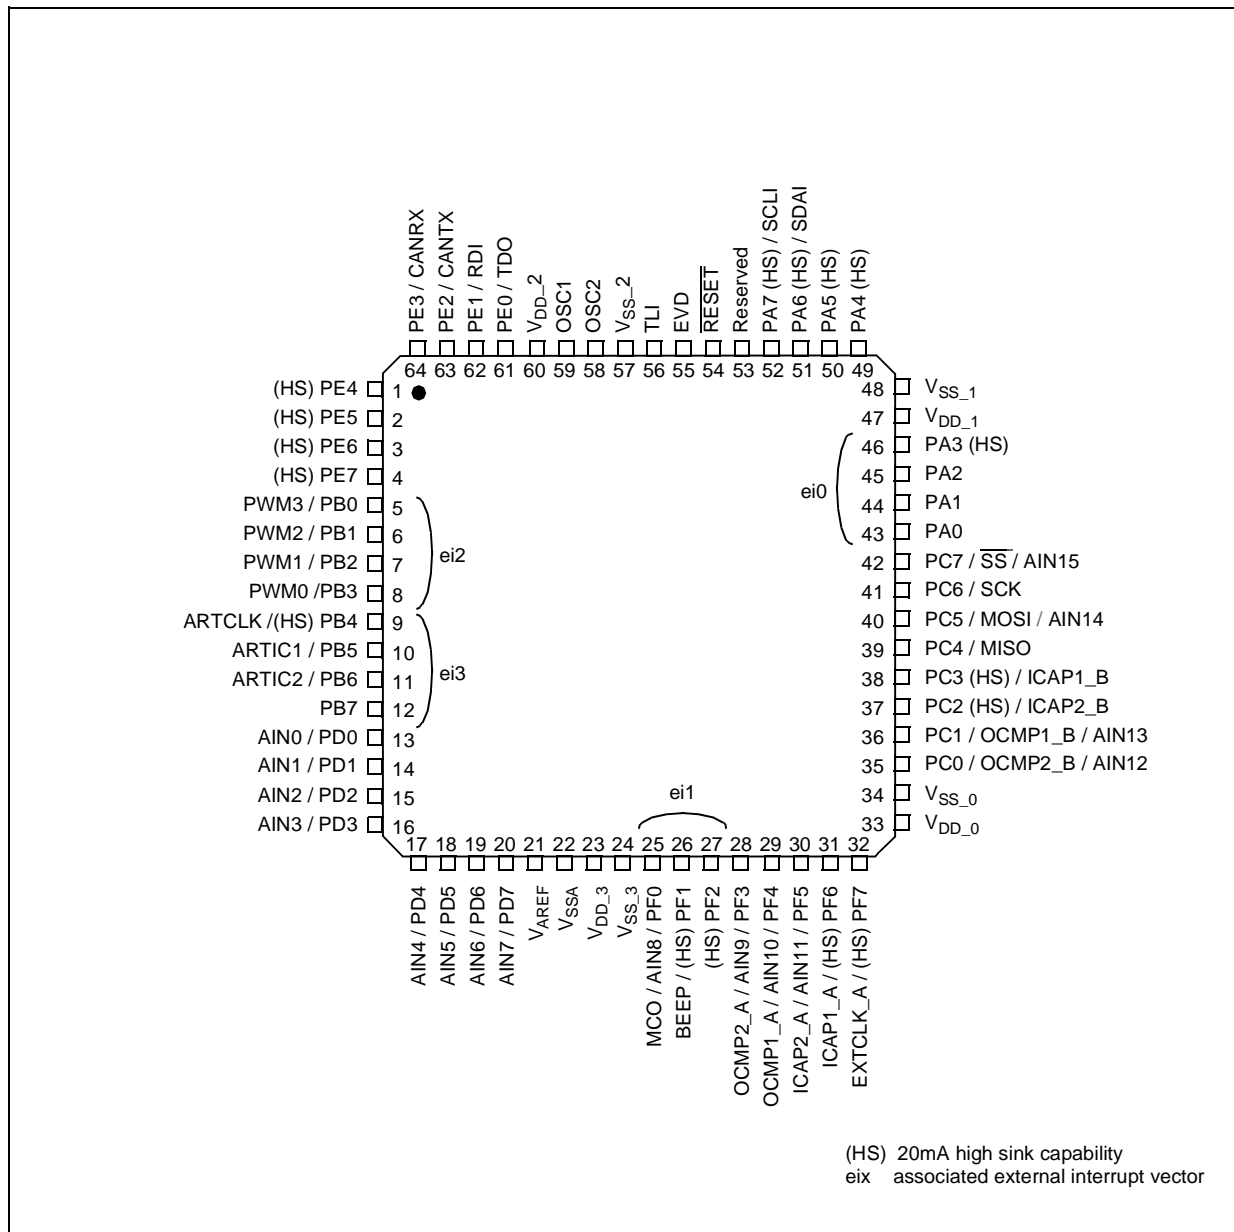 PE3 / CANRX
PE2 / CANTX
PE1 / RDI
PE0 / TDO
VDD_2
OSC1
OSC2
VSS_2
TLI
EVD
RESET
Reserved
PA7 (HS) / SCLI
PA6 (HS) / SDAI
PA5 (HS)
PA4 (HS)
64 63 62 61 60 59 58 57 56 55 54 53 52 51 50 49
(HS) PE4 1
(HS) PE5 2
(HS) PE6 3
(HS) PE7 4
PWM3 / PB0 5
PWM2 / PB1 6
PWM1 / PB2 7
PWM0 /PB3 8
ei2
ARTCLK /(HS) PB4 9
ARTIC1 / PB5 10
ARTIC2 / PB6 11
PB7 12
ei3
AIN0 / PD0 13
AIN1 / PD1 14
AIN2 / PD2 15
AIN3 / PD3 16
48 VSS_1
47 VDD_1
46 PA3 (HS)
45 PA2
44 PA1
43 PA0
ei0
42 PC7 / SS / AIN15
41 PC6 / SCK
40 PC5 / MOSI / AIN14
39 PC4 / MISO
38 PC3 (HS) / ICAP1_B
37 PC2 (HS) / ICAP2_B
36 PC1 / OCMP1_B / AIN13
35 PC0 / OCMP2_B / AIN12
34 VSS_0
33 VDD_0
ei1
17 18 19 20 21 22 23 24 25 26 27 28 29 30 31 32
AIN4 / PD4
AIN5 / PD5
AIN6 / PD6
AIN7 / PD7
VAREF
VSSA
VDD_3
VSS_3
MCO / AIN8 / PF0
BEEP / (HS) PF1
(HS) PF2
OCMP2_A / AIN9 / PF3
OCMP1_A / AIN10 / PF4
ICAP2_A / AIN11 / PF5
ICAP1_A / (HS) PF6
EXTCLK_A / (HS) PF7
(HS) 20mA high sink capability
eix associated external interrupt vector